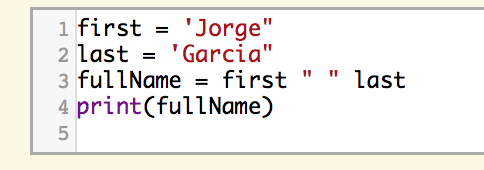 1 first = 'Jorge"
2 last = 'Garcia"
3 fullName = first " " last
4 print(fullName)
5